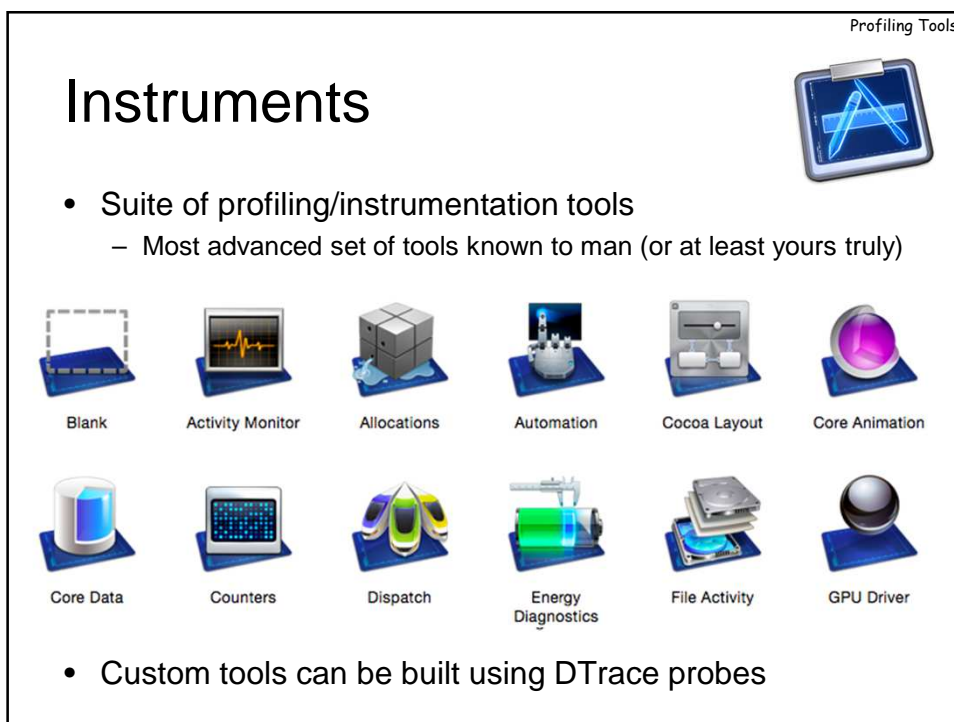 Profiling Tools
Instruments
• Suite of profiling/instrumentation tools
– Most advanced set of tools known to man (or at least yours truly)
Blank Activity Monitor Allocations Automation Cocoa Layout Core Animation
Core Data Counters Dispatch Energy Diagnostics File Activity GPU Driver
• Custom tools can be built using DTrace probes